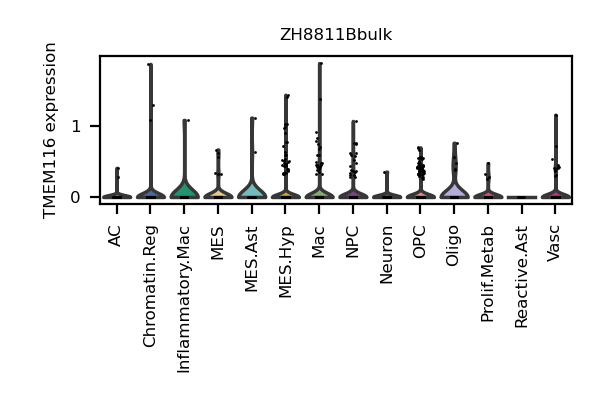 ZH8811Bbulk
TMEM116 expression
1
0
AC
Chromatin.Reg
Inflammatory.Mac
MES
MES.Ast
MES.Hyp
Mac
NPC
Neuron
OPC
Oligo
Prolif.Metab
Reactive.Ast
Vasc